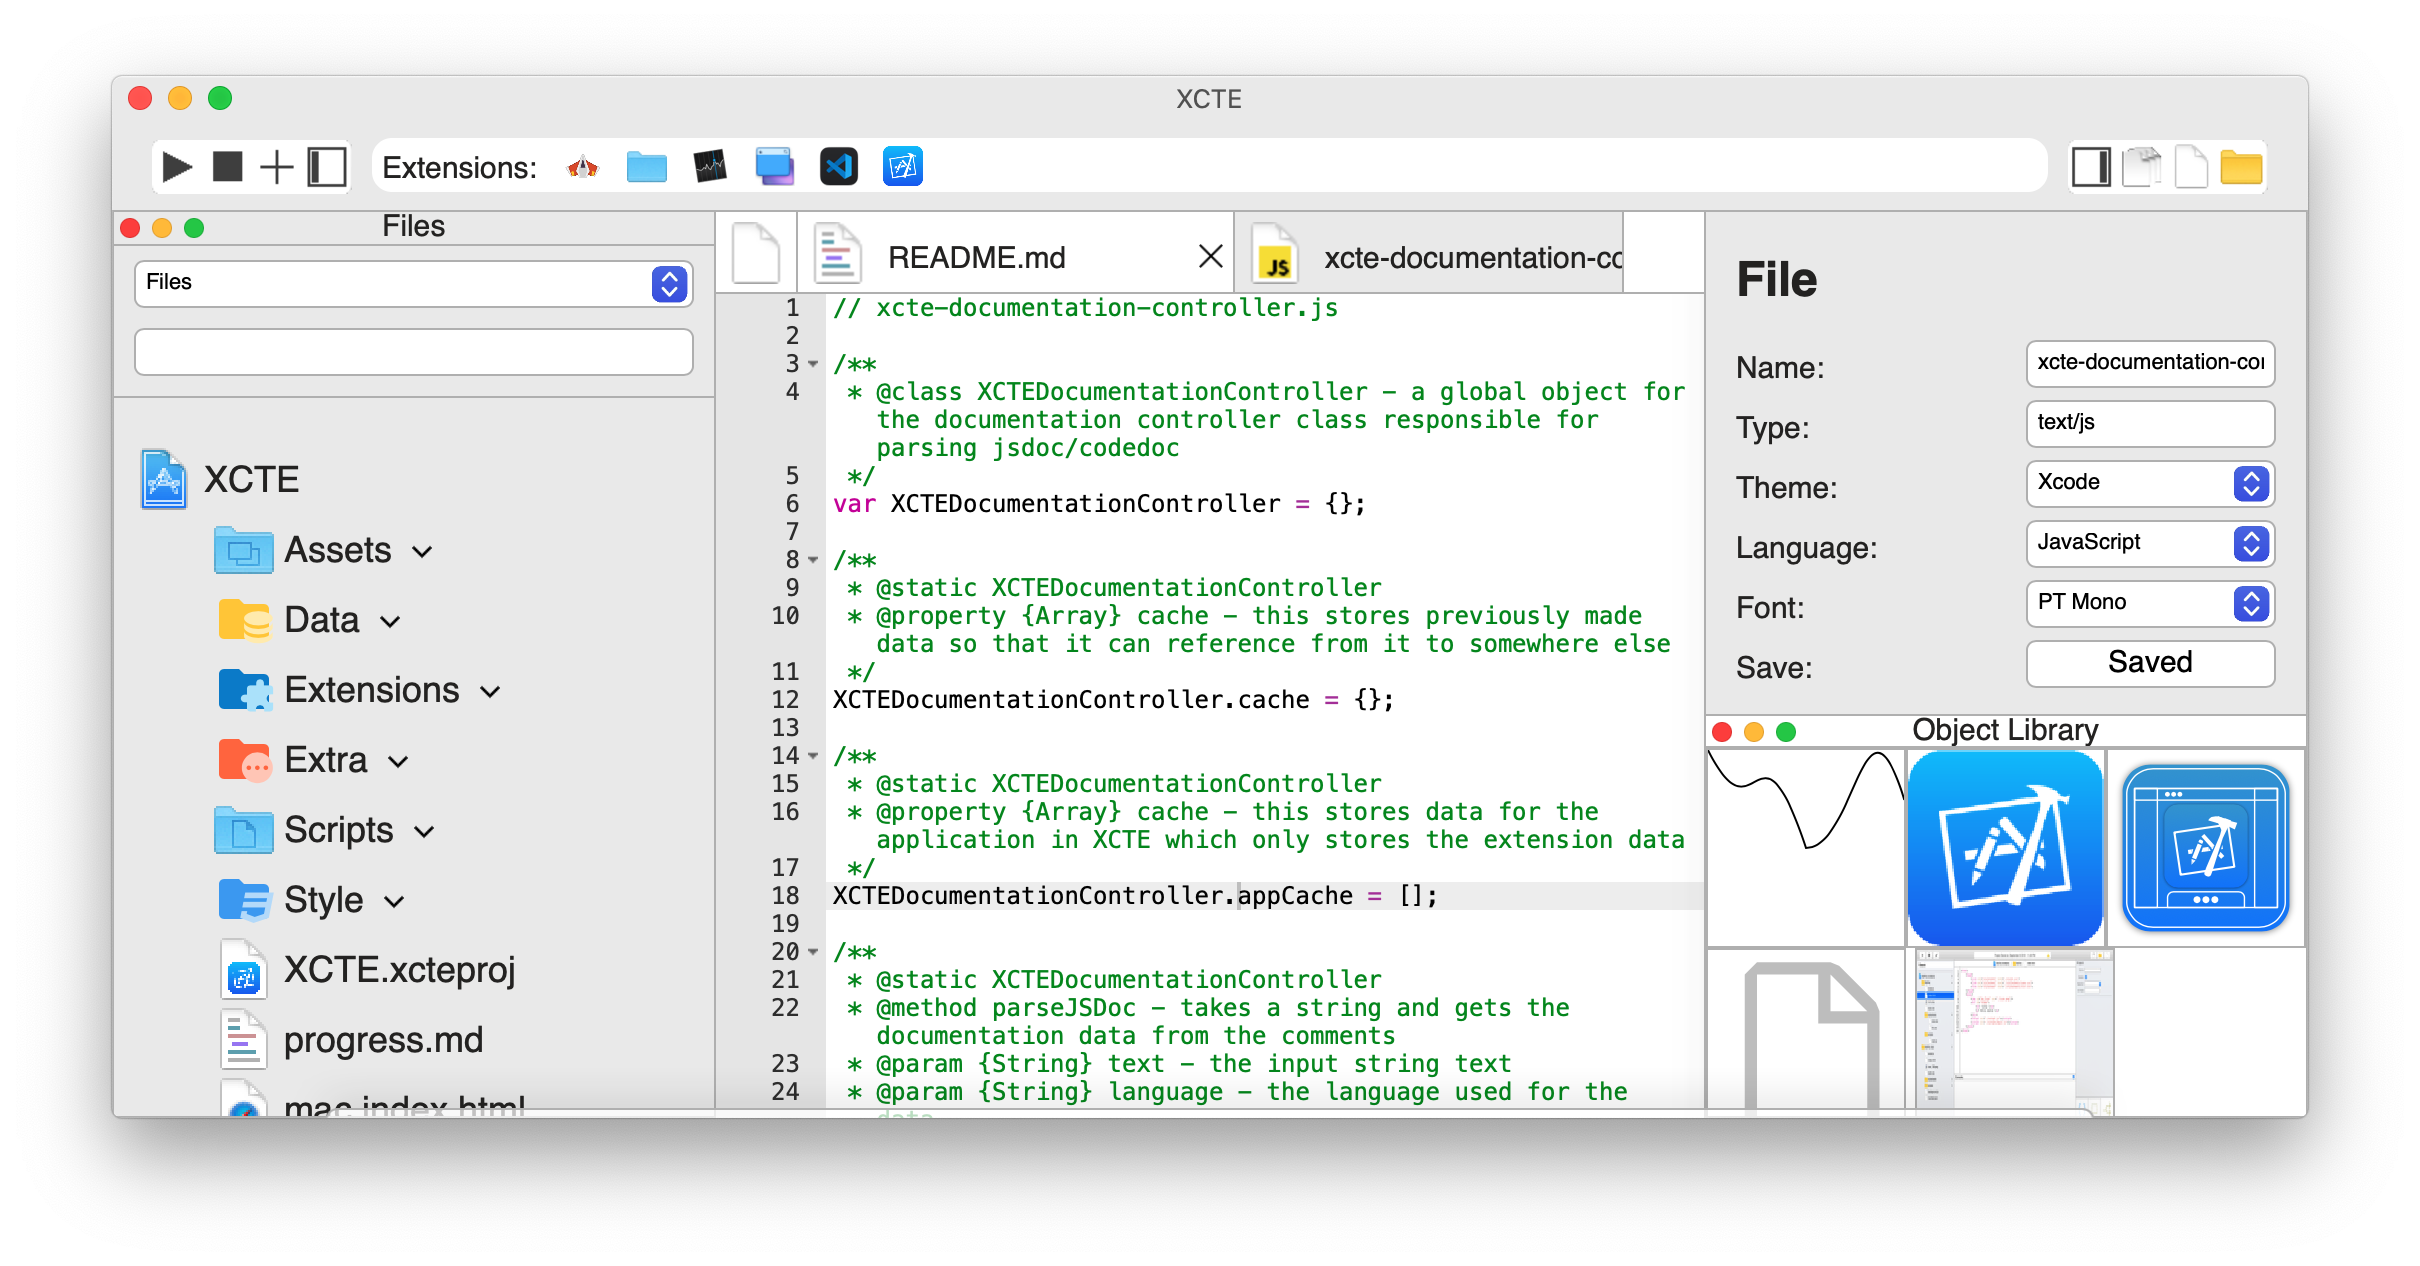 XCTE
Extensions:
Files
Files
XCTE
Assets
Data
Extensions
Extra
Scripts
Style
XCTE.xcteproj
progress.md
mac.index.html
README.md
JS
xcte-documentation-co
1 // xcte-documentation-controller.js
2
3 /**
4 * @class XCTEDocumentationController - a global object for
the documentation controller class responsible for
parsing jsdoc/codedoc
5 */
6 var XCTEDocumentationController = {};
7
8 /**
9 * @static XCTEDocumentationController
10 * @property {Array} cache - this stores previously made
data so that it can reference from it to somewhere else
11 */
12 XCTEDocumentationController.cache = {};
13
14 /**
15 * @static XCTEDocumentationController
16 * @property {Array} cache - this stores data for the
application in XCTE which only stores the extension data
17 */
18 XCTEDocumentationController.appCache = [];
19
20 /**
21 * @static XCTEDocumentationController
22 * @method parseJSDoc - takes a string and gets the
documentation data from the comments
23 * @param {String} text - the input string text
24 * @param {String} language - the language used for the
data
File
Name:
xcte-documentation-co
Type:
text/js
Theme:
Xcode
Language:
JavaScript
Font:
PT Mono
Save:
Saved
Object Library